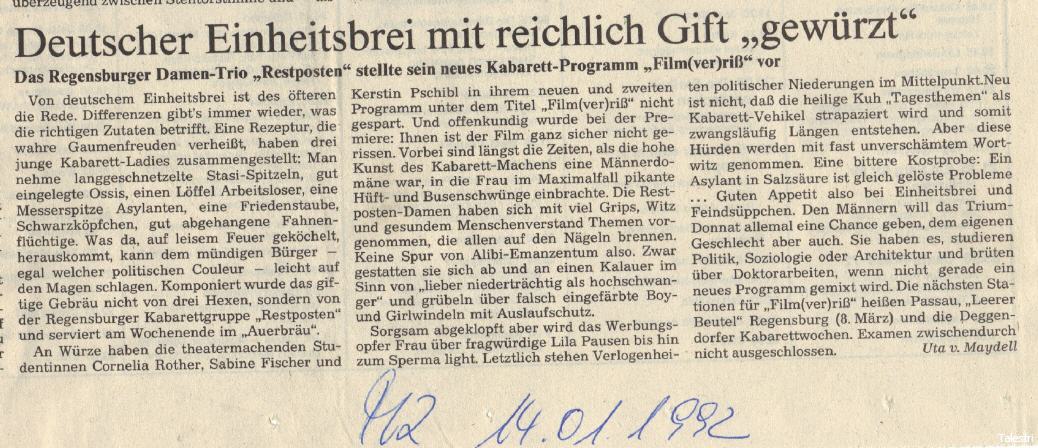 überzeugend zwischen
Deutscher Einheitsbrei mit reichlich Gift „gewürzt“
Das Regensburger Damen-Trio „Restposten“ stellte sein neues Kabarett-Programm „Film(ver)riß“ vor
Von deutschem Einheitsbrei ist des öfteren
die Rede. Differenzen gibt's immer wieder, was
die richtigen Zutaten betrifft. Eine Rezeptur, die
wahre Gaumenfreuden verheißt, haben drei
junge Kabarett-Ladies zusammengestellt: Man
nehme langgeschnetzelte Stasi-Spitzeln, gut
eingelegte Ossis, einen Löffel Arbeitsloser, eine
Messerspitze Asylanten, eine Friedenstaube,
Schwarzköpfchen, gut abgehangene Fahnen-
flüchtige. Was da, auf leisem Feuer geköchelt,
herauskommt, kann dem mündigen Bürger –
egal welcher politischen Couleur – leicht auf
den Magen schlagen. Komponiert wurde das gif-
tige Gebräu nicht von drei Hexen, sondern von
der Regensburger Kabarettgruppe „Restposten“
und serviert am Wochenende im „Auerbräu“.
An Würze haben die theatermachenden Stu-
dentinnen Cornelia Rother, Sabine Fischer und
Kerstin Pschibl in ihrem neuen und zweiten
Programm unter dem Titel „Film(ver)riß“ nicht
gespart. Und offenkundig wurde bei der Pre-
miere: Ihnen ist der Film ganz sicher nicht ge-
rissen. Vorbei sind längst die Zeiten, als die hohe
Kunst des Kabarett-Machens eine Männerdo-
mäne war, in die Frau im Maximalfall pikante
Hüft- und Busenschwünge einbrachte. Die Rest-
posten-Damen haben sich mit viel Grips, Witz
und gesundem Menschenverstand Themen vor-
genommen, die allen auf den Nägeln brennen.
Keine Spur von Alibi-Emanzentum also. Zwar
gestatten sie sich ab und an einen Kalauer im
Sinn von „lieber niederträchtig als hochschwan-
ger“ und grübeln über falsch eingefärbte Boy-
und Girlwindeln mit Auslaufschutz.
Sorgsam abgeklopft aber wird das Werbungs-
opfer Frau über fragwürdige Lila Pausen bis hin
zum Sperma light. Letztlich stehen Verlogenhei-
ten politischer Niederungen im Mittelpunkt.Neu
ist nicht, daß die heilige Kuh „Tagesthemen“ als
Kabarett-Vehikel strapaziert wird und somit
zwangsläufig Längen entstehen. Aber diese
Hürden werden mit fast unverschämtem Wort-
witz genommen. Eine bittere Kostprobe: Ein
Asylant in Salzsäure ist gleich gelöste Probleme
... Guten Appetit also bei Einheitsbrei und
Feindsüppchen. Den Männern will das Trium-
Donnat allemal eine Chance geben, dem eigenen
Geschlecht aber auch. Sie haben es, studieren
Politik, Soziologie oder Architektur und brüten
über Doktorarbeiten, wenn nicht gerade ein
neues Programm gemixt wird. Die nächsten Sta-
tionen für „Film(ver)riß“ heißen Passau, „Leerer
Beutel“ Regensburg (8. März) und die Deggen-
dorfer Kabarettwochen. Examen zwischendurch
nicht ausgeschlossen. Uta v. Maydell
MZ 14.01.1992
Talestri